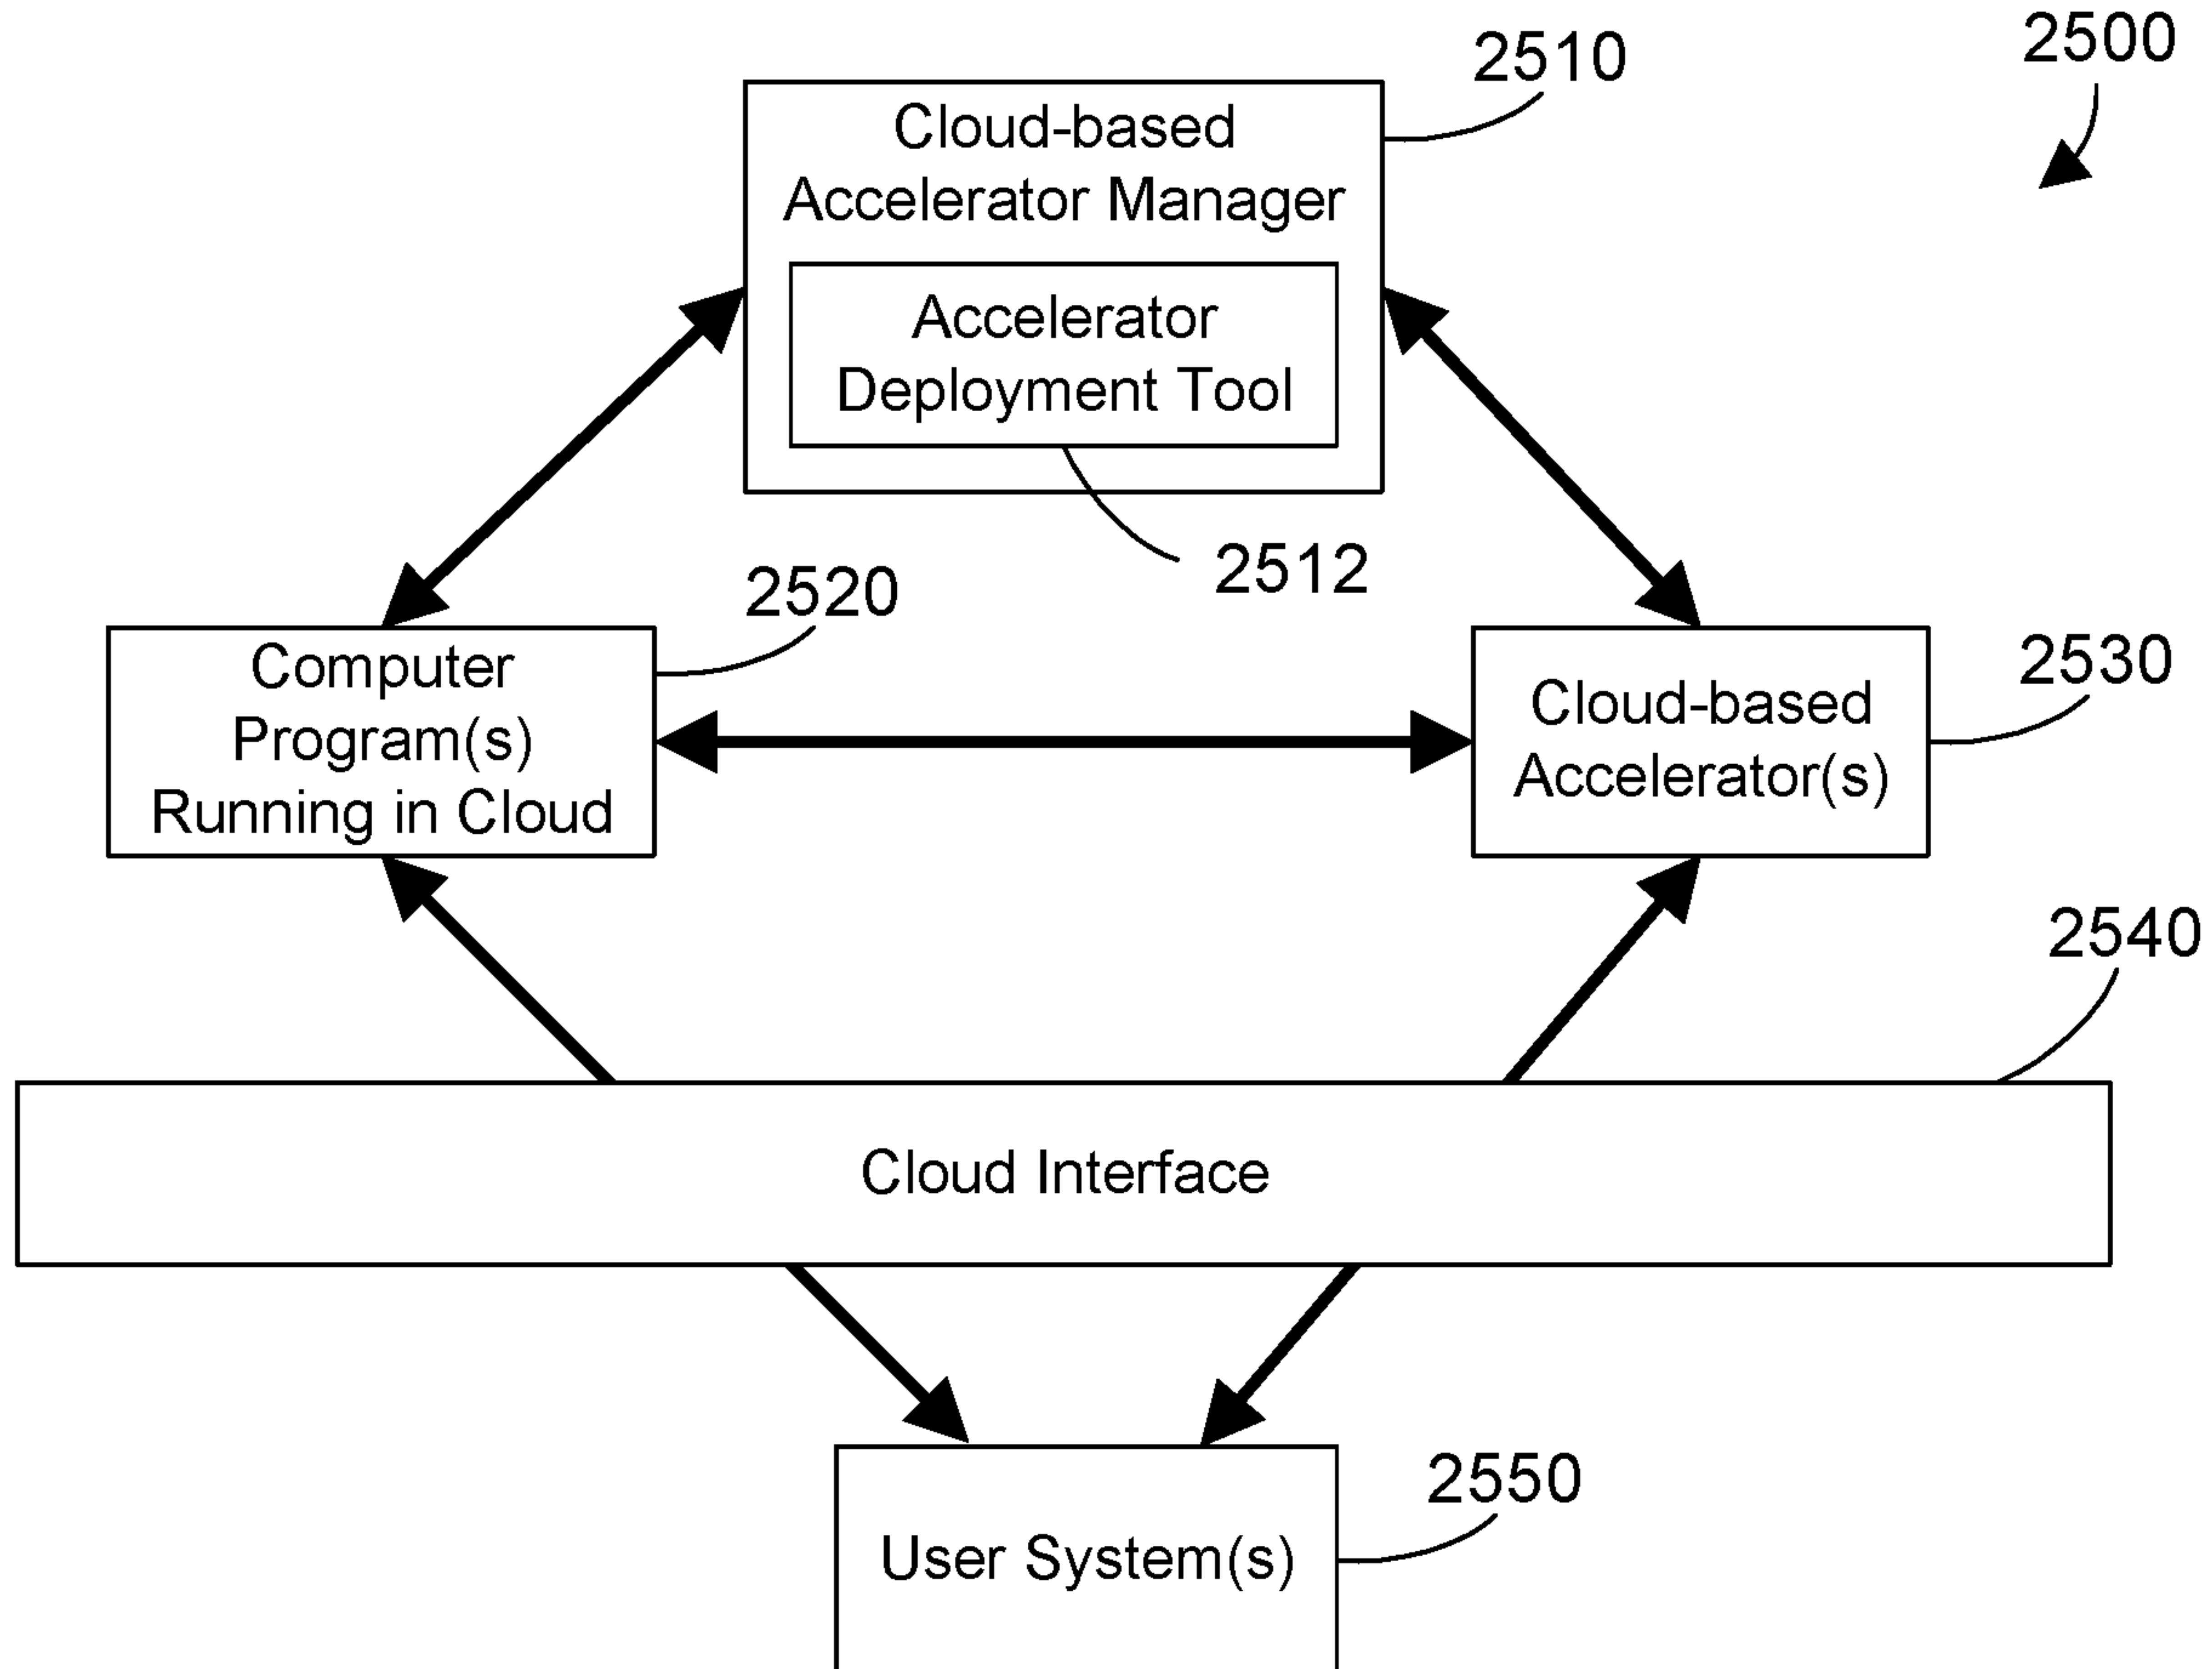 2500
2510
Cloud-based
Accelerator Manager
Accelerator
Deployment Tool
2512
2520
Computer
Program(s)
Running in Cloud
2530
Cloud-based
Accelerator(s)
2540
Cloud Interface
2550
User System(s)